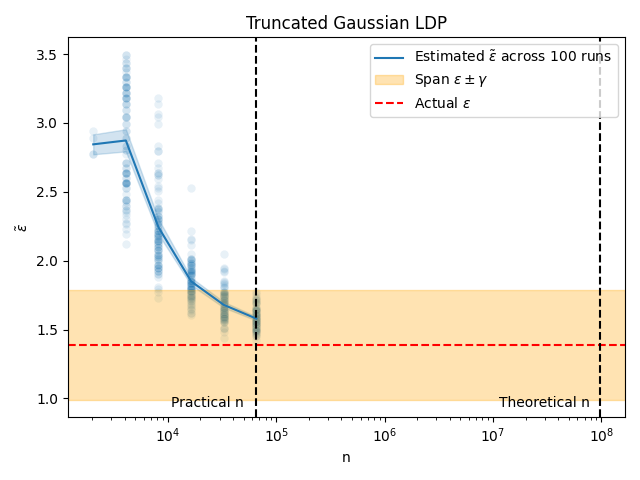 Truncated Gaussian LDP
Estimated ε̃ across 100 runs
Span ε ± γ
Actual ε
3.5
3.0
2.5
2.0
1.5
1.0
ε̃
Practical n
Theoretical n
10⁴
10⁵
10⁶
10⁷
10⁸
n